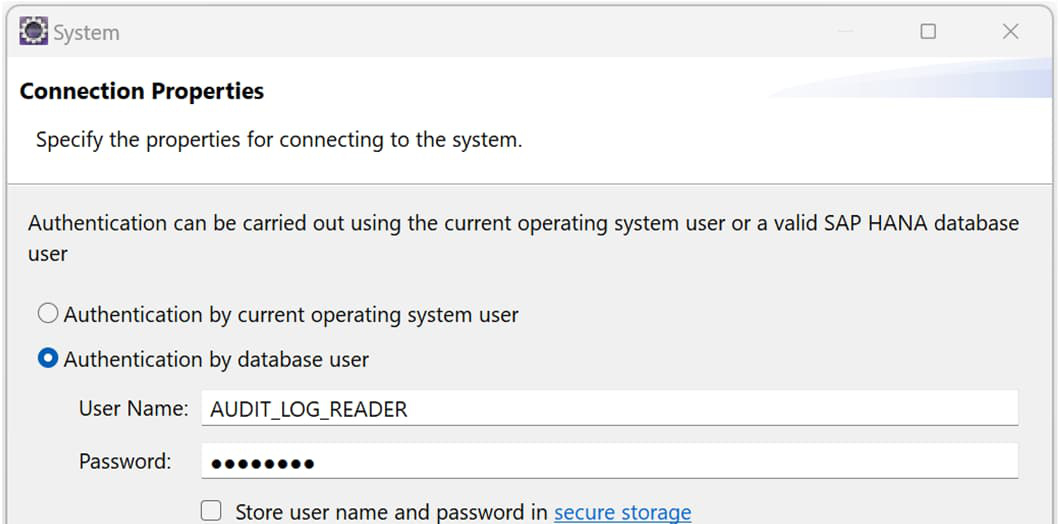 System
Connection Properties
Specify the properties for connecting to the system.
Authentication can be carried out using the current operating system user or a valid SAP HANA database
user
Authentication by current operating system user
Authentication by database user
User Name: AUDIT_LOG_READER
Password: ●●●●●●●●
Store user name and password in secure storage